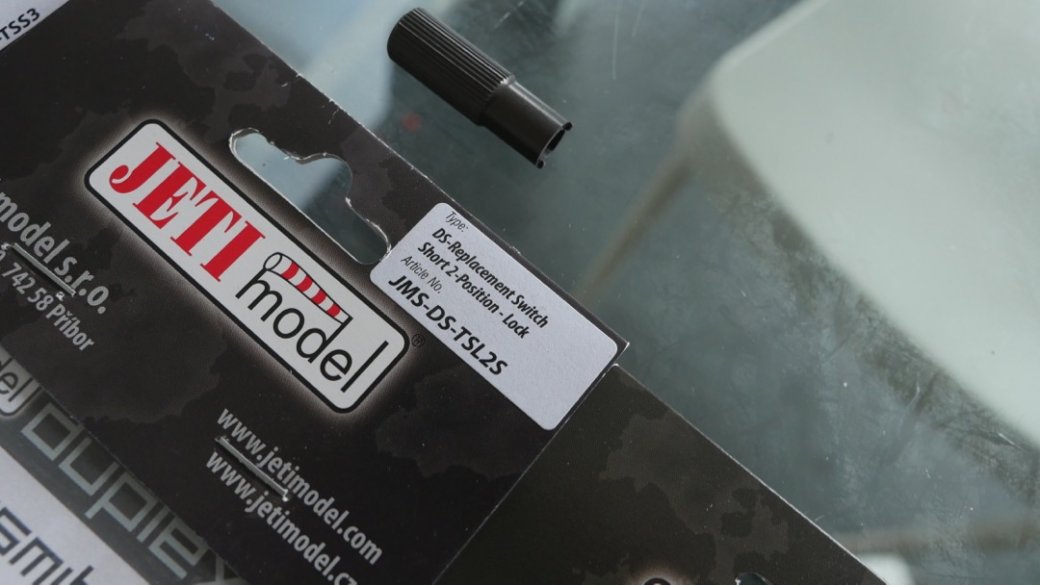 -TSS3
JETI
model
®
Type:
DS-Replacement Switch
Short 2-Position - Lock
Article No.
JMS-DS-TSL2S
model s.r.o.
742 58 Příbor
www.jetimodel.com
www.jetimodel.cz
duplex